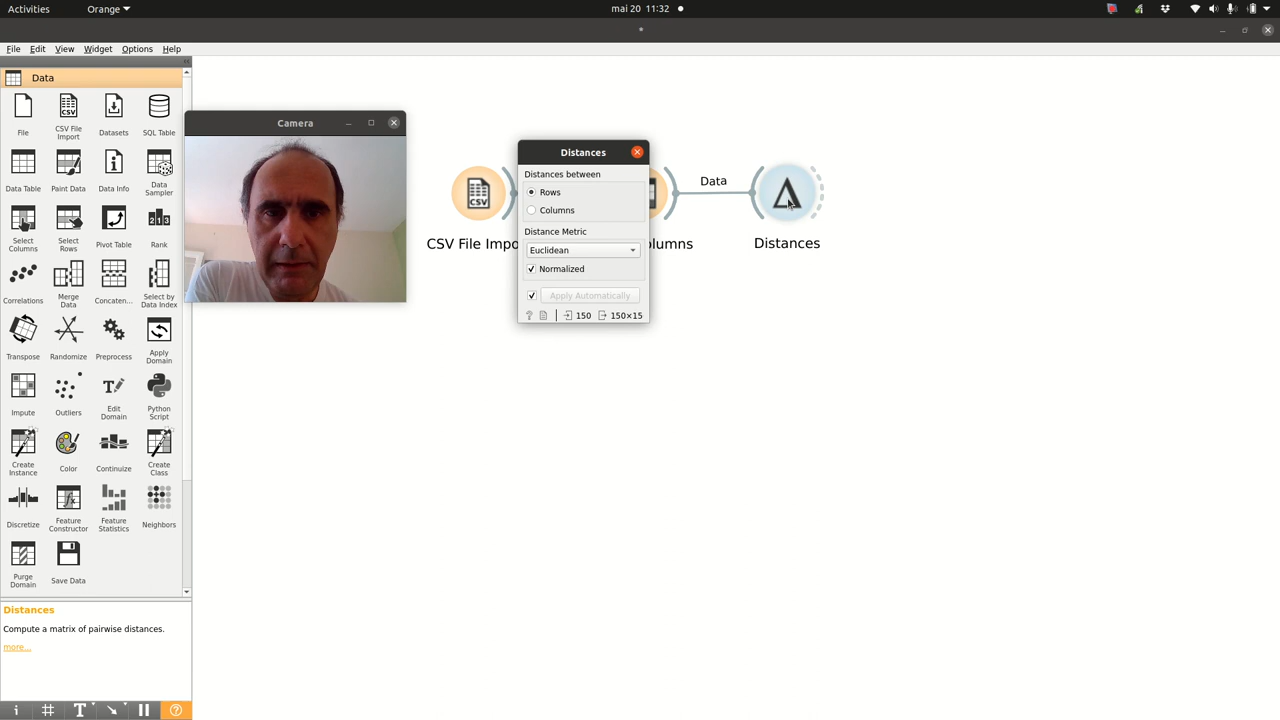 Activities Orange mai 20 11:32
File Edit View Widget Options Help
Data
File CSV File Import Datasets SQL Table
Data Table Paint Data Data Info Data Sampler
Select Columns Select Rows Pivot Table Rank
Correlations Merge Data Concaten... Select by Data Index
Transpose Randomize Preprocess Apply Domain
Impute Outliers Edit Domain Python Script
Create Instance Color Continuize Create Class
Discretize Feature Constructor Feature Statistics Neighbors
Purge Domain Save Data
Distances
Compute a matrix of pairwise distances.
more...
Camera
CSV
CSV File Impo
Distances
Distances between
Rows
Columns
Distance Metric
Euclidean
Normalized
Apply Automatically
150 150×15
olumns
Data
Distances